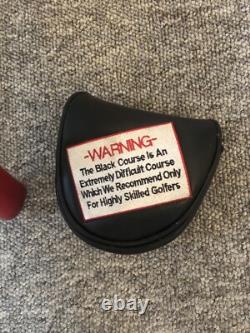 -WARNING-
The Black Course Is An
Extremely Difficult Course
Which We Recommend Only
For Highly Skilled Golfers